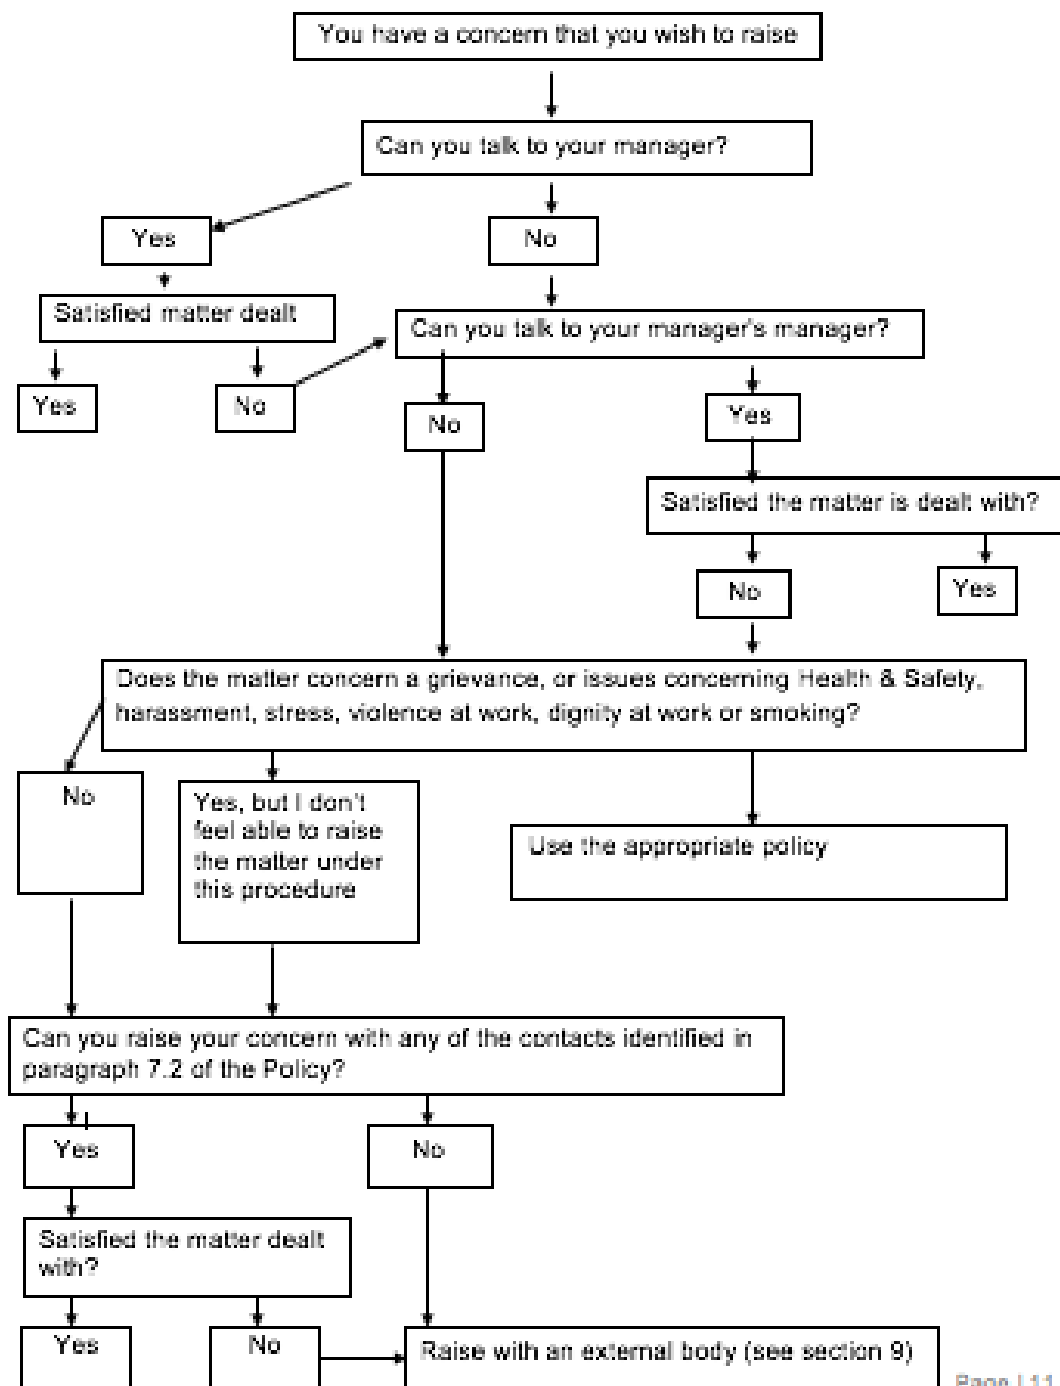 You have a concern that you wish to raise
Can you talk to your manager?
Yes
No
Satisfied matter dealt
Can you talk to your manager's manager?
Yes
No
No
Yes
Satisfied the matter is dealt with?
No
Yes
Does the matter concern a grievance, or issues concerning Health & Safety,
harassment, stress, violence at work, dignity at work or smoking?
No
Yes, but I don't
feel able to raise
the matter under
this procedure
Use the appropriate policy
Can you raise your concern with any of the contacts identified in
paragraph 7.2 of the Policy?
Yes
No
Satisfied the matter dealt
with?
Yes
No
Raise with an external body (see section 9)
Page | 11